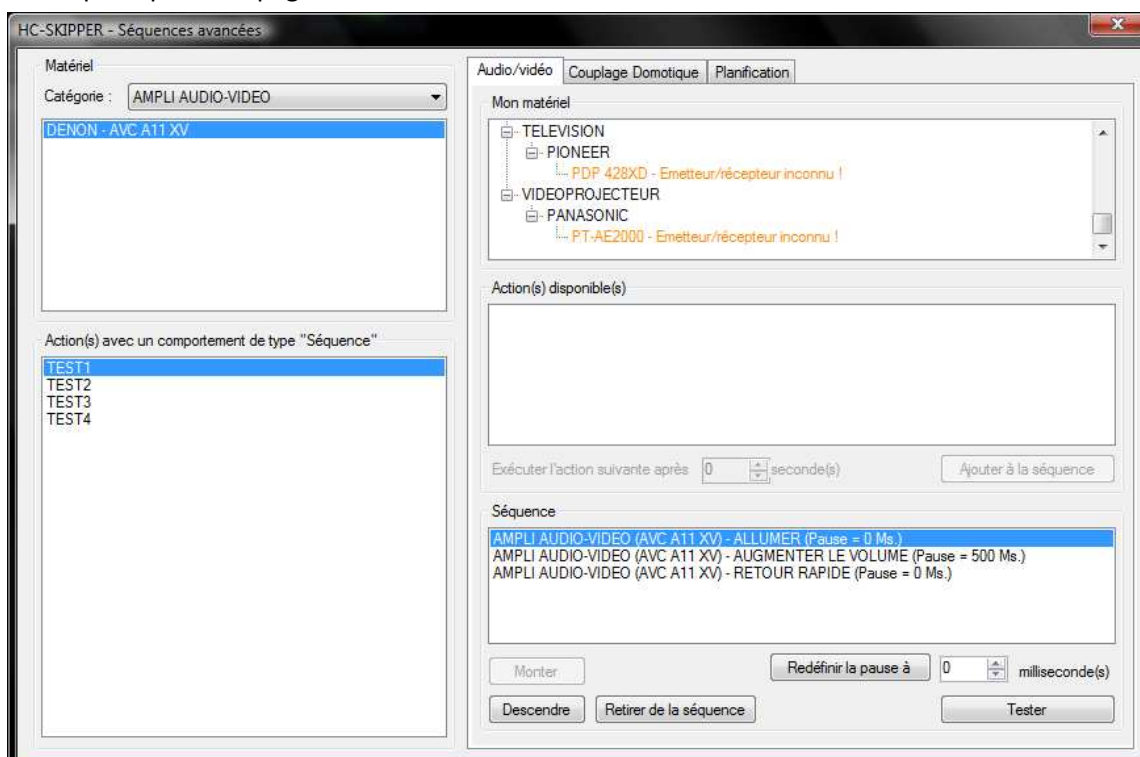 HC-SKIPPER - Séquences avancées
Matériel
Catégorie :
AMPLI AUDIO-VIDEO
DENON - AVC A11 XV
Action(s) avec un comportement de type "Séquence"
TEST1
TEST2
TEST3
TEST4
Audio/vidéo
Couplage Domotique
Planification
Mon matériel
TELEVISION
PIONEER
PDP 428XD - Emetteur/récepteur inconnu !
VIDEOPROJECTEUR
PANASONIC
PT-AE2000 - Emetteur/récepteur inconnu !
Action(s) disponible(s)
Exécuter l'action suivante après
0
seconde(s)
Ajouter à la séquence
Séquence
AMPLI AUDIO-VIDEO (AVC A11 XV) - ALLUMER (Pause = 0 Ms.)
AMPLI AUDIO-VIDEO (AVC A11 XV) - AUGMENTER LE VOLUME (Pause = 500 Ms.)
AMPLI AUDIO-VIDEO (AVC A11 XV) - RETOUR RAPIDE (Pause = 0 Ms.)
Monter
Redéfinir la pause à
0
milliseconde(s)
Descendre
Retirer de la séquence
Tester